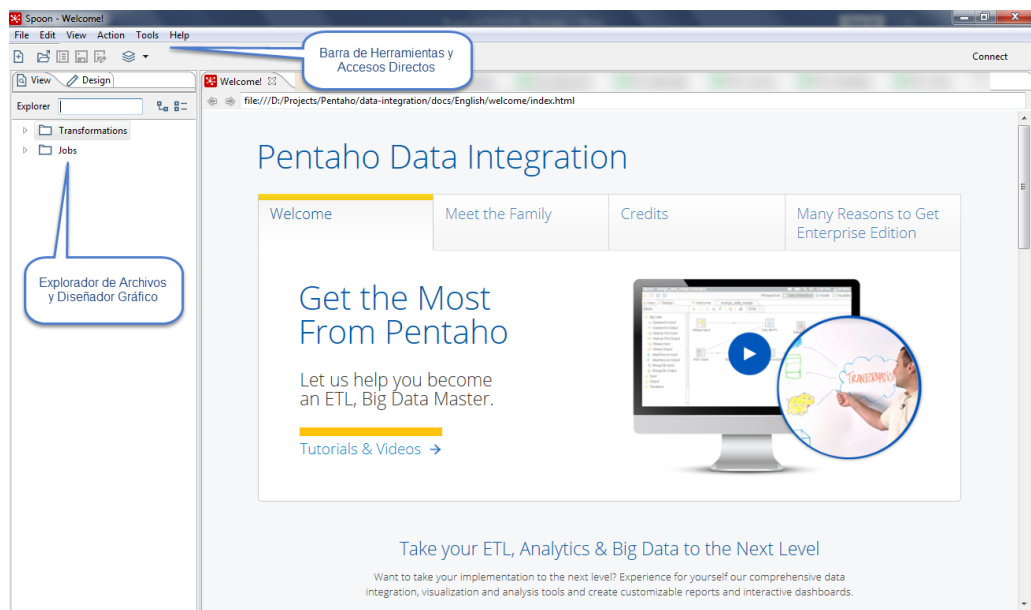 Spoon - Welcome!
File Edit View Action Tools Help
Barra de Herramientas y
Accesos Directos
Connect
View Design
Welcome!
Explorer
file:///D:/Projects/Pentaho/data-integration/docs/English/welcome/index.html
Transformations
Jobs
Explorador de Archivos
y Diseñador Gráfico
Pentaho Data Integration
Welcome
Meet the Family
Credits
Many Reasons to Get
Enterprise Edition
Get the Most
From Pentaho
Let us help you become
an ETL, Big Data Master.
Tutorials & Videos →
Take your ETL, Analytics & Big Data to the Next Level
Want to take your implementation to the next level? Experience for yourself our comprehensive data
integration, visualization and analysis tools and create customizable reports and interactive dashboards.